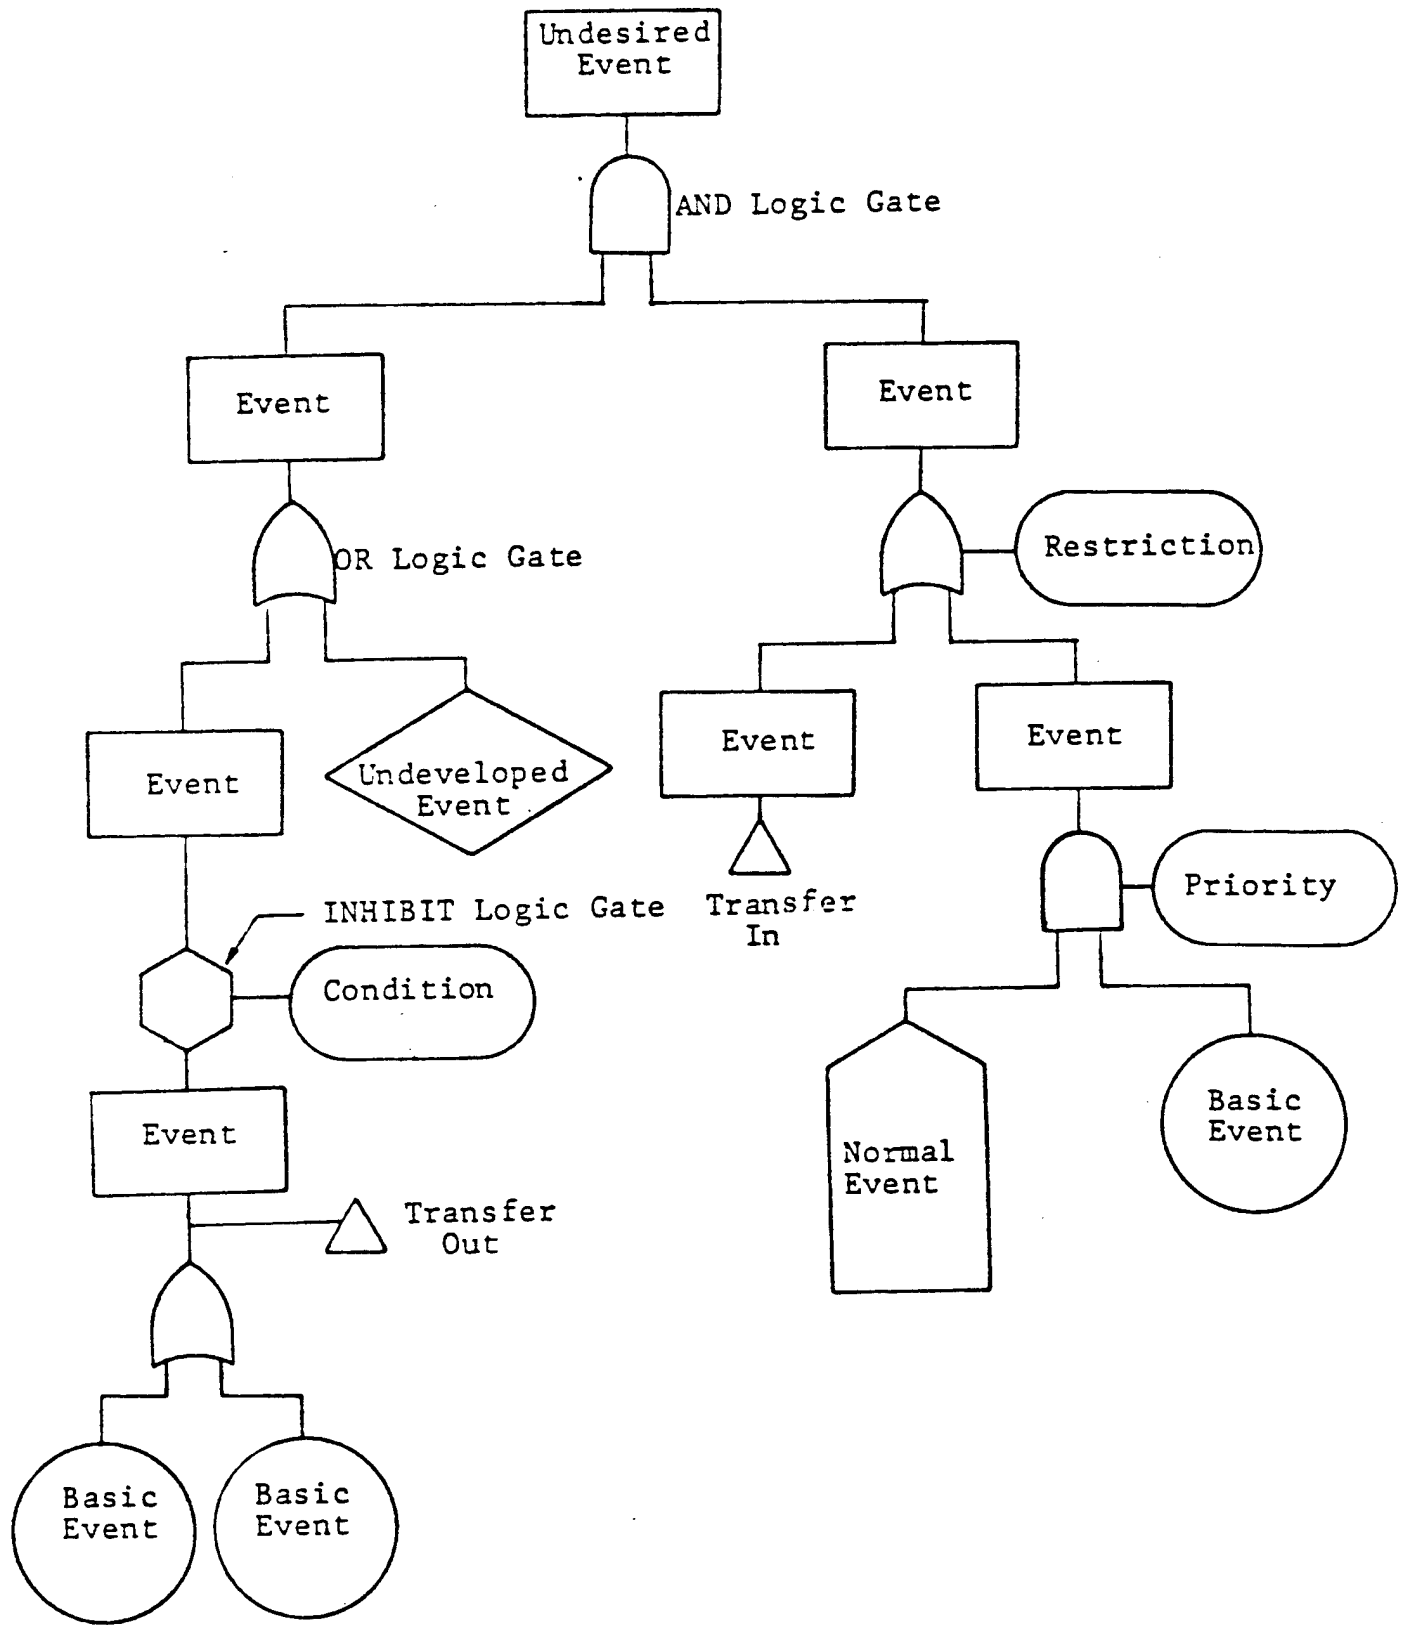 Undesired
Event
AND Logic Gate
Event
Event
OR Logic Gate
Restriction
Event
Undeveloped
Event
Event
Event
INHIBIT Logic Gate
Transfer
In
Priority
Condition
Event
Normal
Event
Basic
Event
Transfer
Out
Basic
Event
Basic
Event